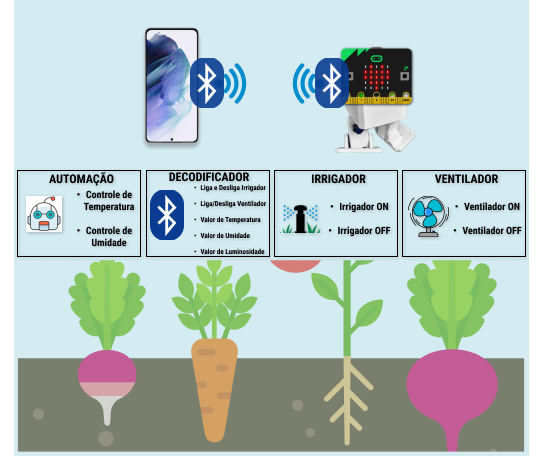 AUTOMAÇÃO
• Controle de
Temperatura
• Controle de
Umidade
DECODIFICADOR
• Liga e Desliga Irrigador
• Liga/Desliga Ventilador
• Valor de Temperatura
• Valor de Umidade
• Valor de Luminosidade
IRRIGADOR
• Irrigador ON
• Irrigador OFF
VENTILADOR
• Ventilador ON
• Ventilador OFF